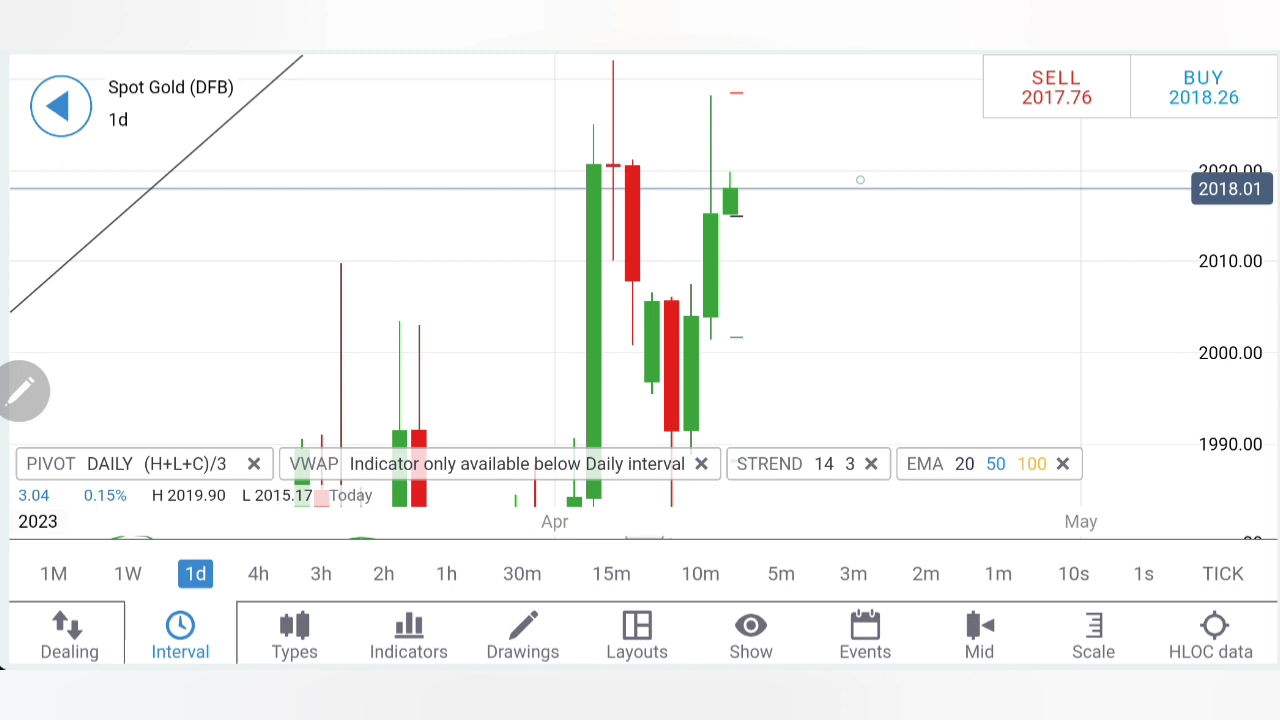 Spot Gold (DFB)
1d
SELL
2017.76
BUY
2018.26
2020.00
2018.01
2010.00
2000.00
1990.00
PIVOT DAILY (H+L+C)/3
VWAP Indicator only available below Daily interval
STREND 14 3
EMA 20 50 100
3.04 0.15% H 2019.90 L 2015.17 Today
2023 Apr May
1M 1W 1d 4h 3h 2h 1h 30m 15m 10m 5m 3m 2m 1m 10s 1s TICK
Dealing Interval Types Indicators Drawings Layouts Show Events Mid Scale HLOC data